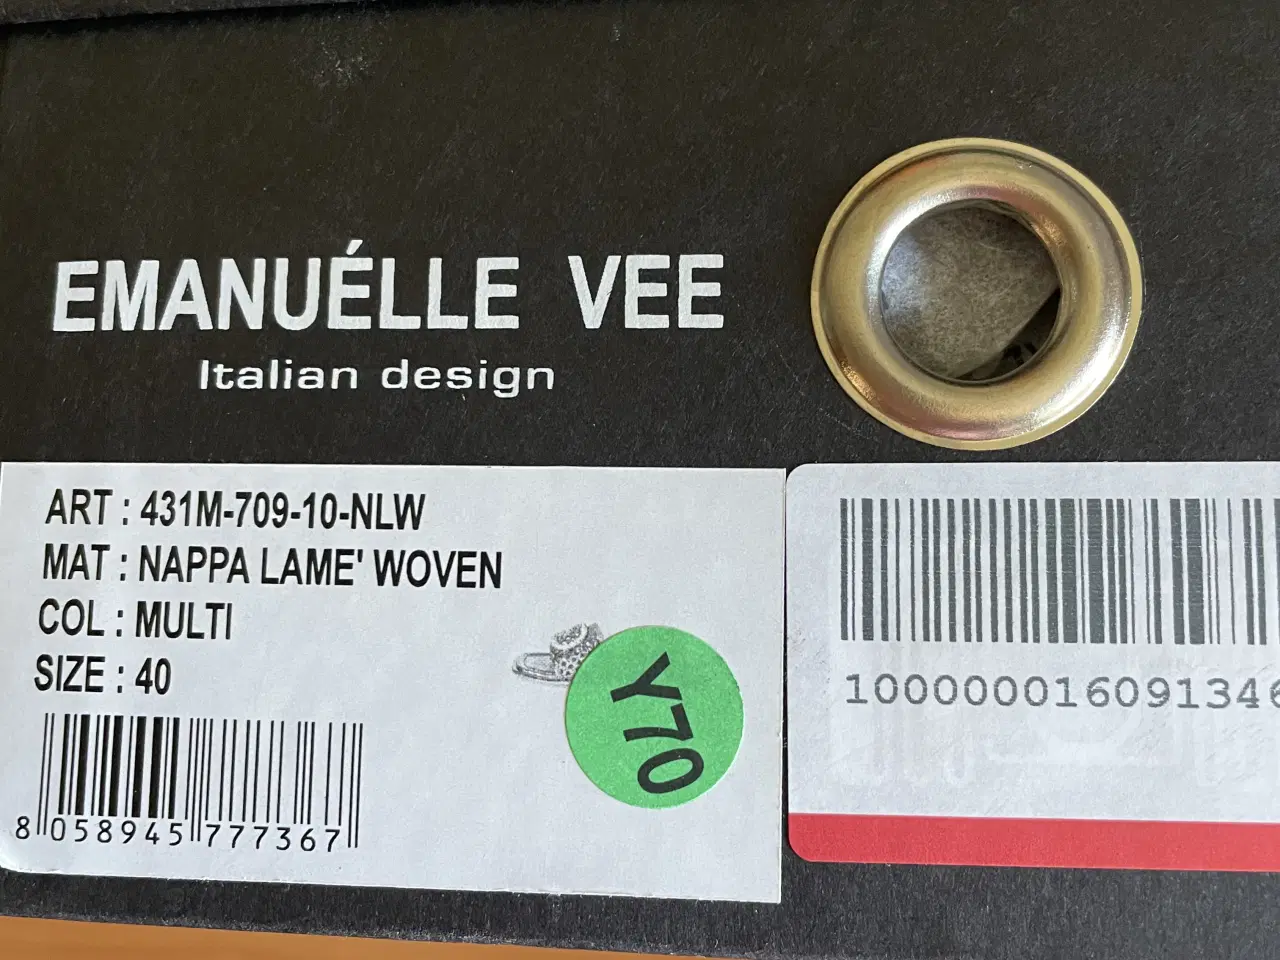 EMANUÉLLE VEE
Italian design
ART : 431M-709-10-NLW
MAT : NAPPA LAME' WOVEN
COL : MULTI
SIZE : 40
8 058945 777367
Y70
1000000016091346